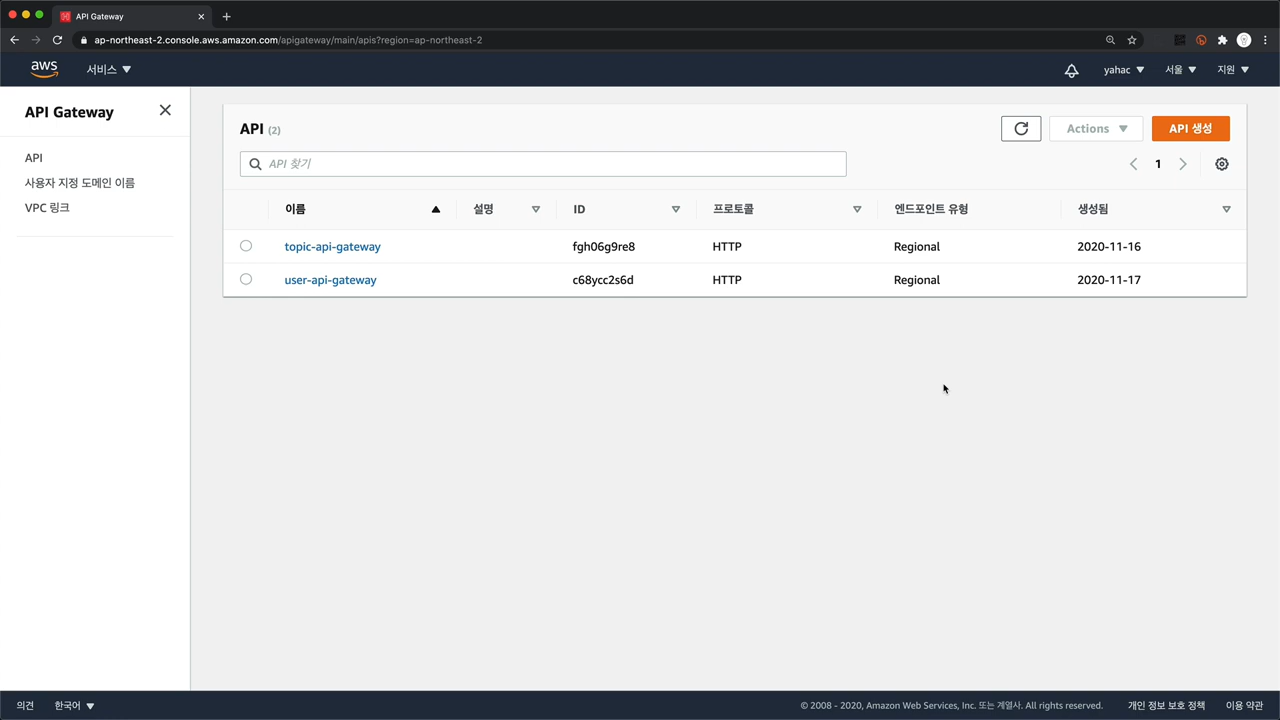 API Gateway
ap-northeast-2.console.aws.amazon.com/apigateway/main/apis?region=ap-northeast-2
aws 서비스 yahac 서울 지원
API Gateway
API
사용자 지정 도메인 이름
VPC 링크
API (2) Actions API 생성
API 찾기 1
이름 설명 ID 프로토콜 엔드포인트 유형 생성됨
topic-api-gateway fgh06g9re8 HTTP Regional 2020-11-16
user-api-gateway c68ycc2s6d HTTP Regional 2020-11-17
의견 한국어 © 2008 - 2020, Amazon Web Services, Inc. 또는 계열사. All rights reserved. 개인 정보 보호 정책 이용 약관